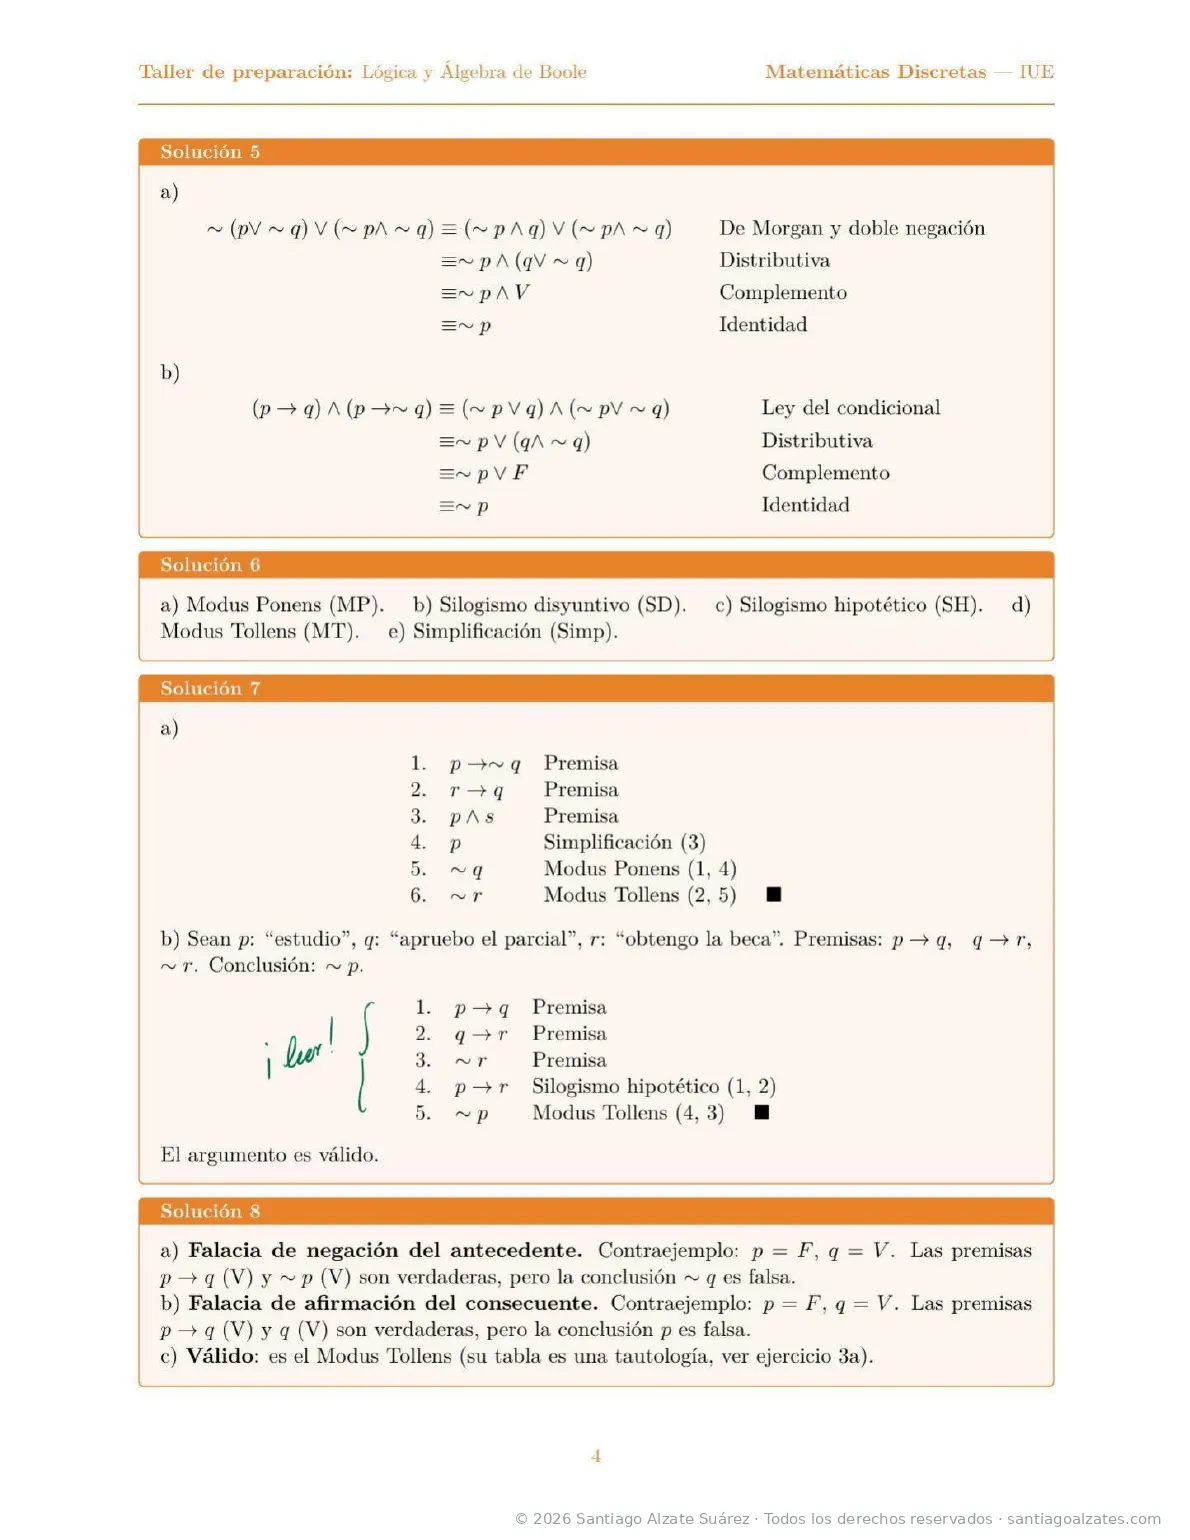 Taller de preparación: Lógica y Álgebra de Boole Matemáticas Discretas — IUE
Solución 5
a)
∼ (p∨ ∼ q) ∨ (∼ p∧ ∼ q) ≡ (∼ p ∧ q) ∨ (∼ p∧ ∼ q) De Morgan y doble negación
≡∼ p ∧ (q∨ ∼ q) Distributiva
≡∼ p ∧ V Complemento
≡∼ p Identidad
b)
(p → q) ∧ (p →∼ q) ≡ (∼ p ∨ q) ∧ (∼ p∨ ∼ q) Ley del condicional
≡∼ p ∨ (q∧ ∼ q) Distributiva
≡∼ p ∨ F Complemento
≡∼ p Identidad
Solución 6
a) Modus Ponens (MP). b) Silogismo disyuntivo (SD). c) Silogismo hipotético (SH). d)
Modus Tollens (MT). e) Simplificación (Simp).
Solución 7
a)
1. p →∼ q Premisa
2. r → q Premisa
3. p ∧ s Premisa
4. p Simplificación (3)
5. ∼ q Modus Ponens (1, 4)
6. ∼ r Modus Tollens (2, 5) ■
b) Sean p: “estudio”, q: “apruebo el parcial”, r: “obtengo la beca”. Premisas: p → q, q → r,
∼ r. Conclusión: ∼ p.
1. p → q Premisa
2. q → r Premisa
¡leer!
3. ∼ r Premisa
4. p → r Silogismo hipotético (1, 2)
5. ∼ p Modus Tollens (4, 3) ■
El argumento es válido.
Solución 8
a) Falacia de negación del antecedente. Contraejemplo: p = F, q = V. Las premisas
p → q (V) y ∼ p (V) son verdaderas, pero la conclusión ∼ q es falsa.
b) Falacia de afirmación del consecuente. Contraejemplo: p = F, q = V. Las premisas
p → q (V) y q (V) son verdaderas, pero la conclusión p es falsa.
c) Válido: es el Modus Tollens (su tabla es una tautología, ver ejercicio 3a).
4
© 2026 Santiago Alzate Suárez · Todos los derechos reservados · santiagoalzates.com